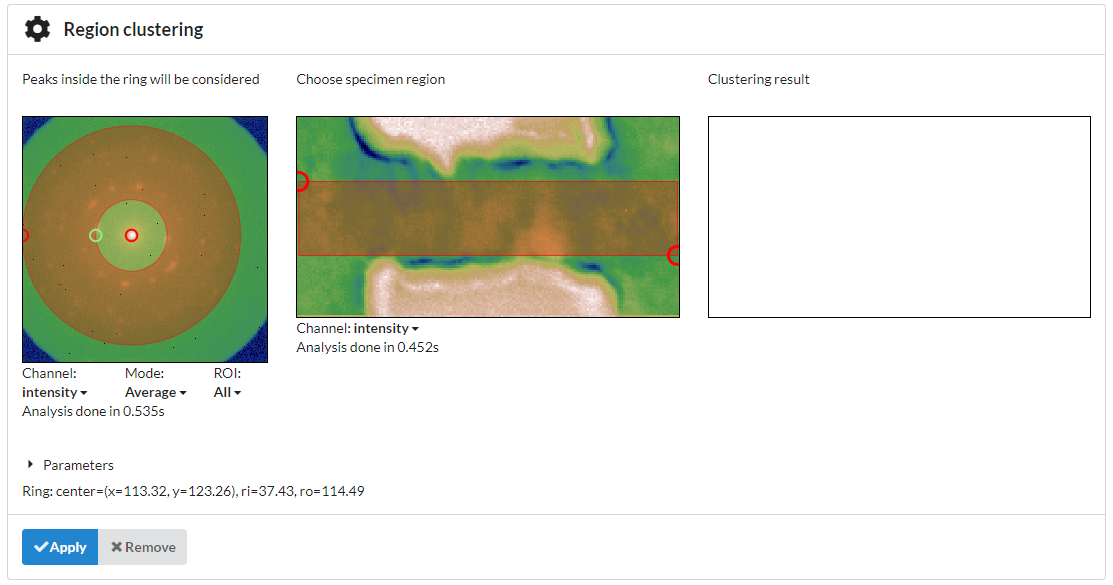 Region clustering
Peaks inside the ring will be considered
Choose specimen region
Clustering result
Channel: intensity
Analysis done in 0.452s
Channel: Mode: ROI:
intensity Average All
Analysis done in 0.535s
Parameters
Ring: center=(x=113.32, y=123.26), ri=37.43, ro=114.49
Apply Remove